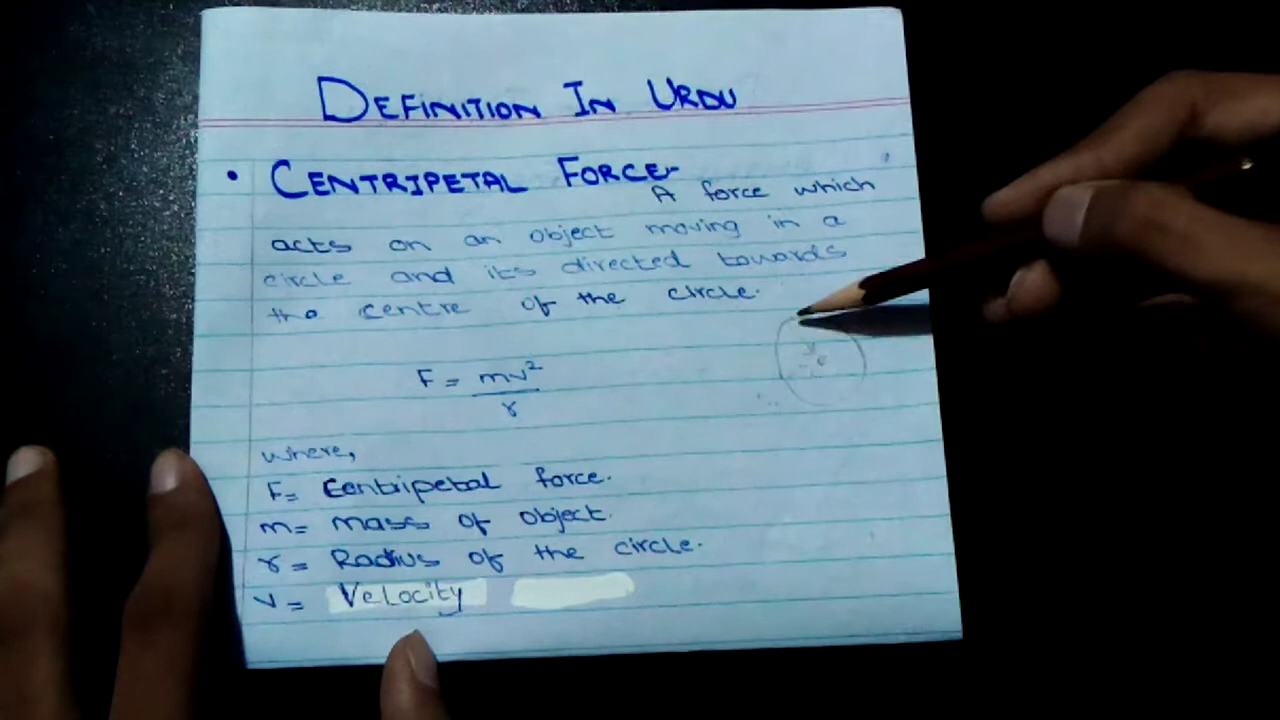 DEFINITION IN URDU
• CENTRIPETAL FORCE-
A force which
acts on an object moving in a
circle and its directed towards
the centre of the circle.
F = mv²
r
where,
F= Centripetal force.
m= mass of object.
r= Radius of the circle.
v= Velocity